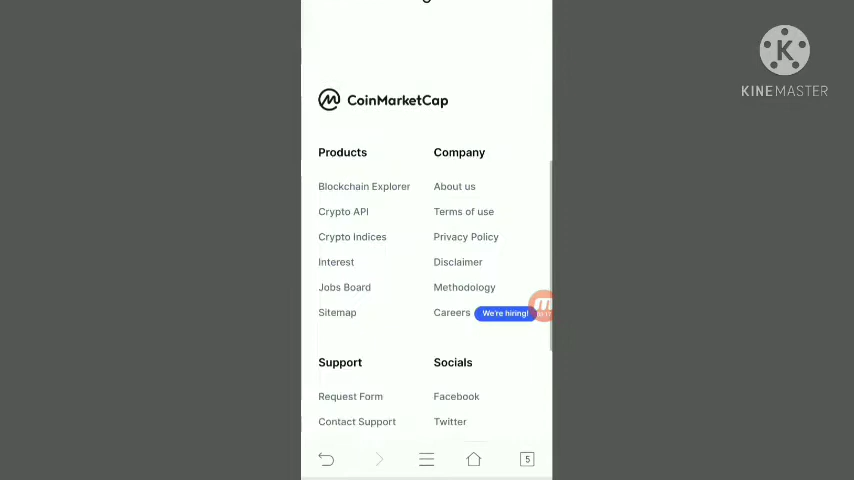 CoinMarketCap
Products
Company
Blockchain Explorer
About us
Crypto API
Terms of use
Crypto Indices
Privacy Policy
Interest
Disclaimer
Jobs Board
Methodology
Sitemap
Careers
We're hiring!
Support
Socials
Request Form
Facebook
Contact Support
Twitter
5
K
KINEMASTER